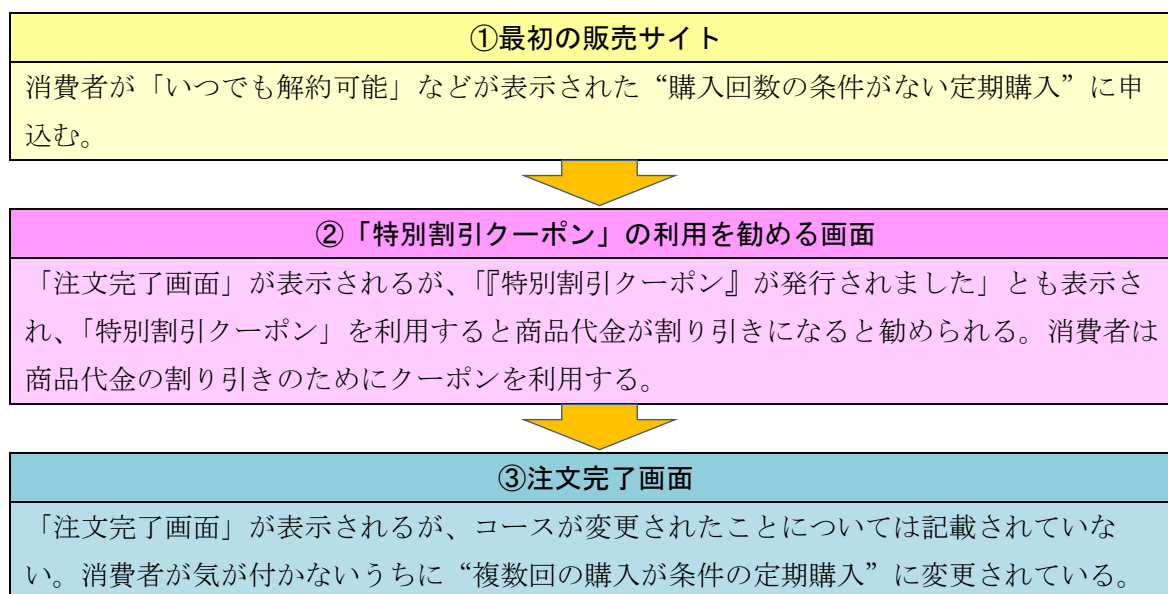 ①最初の販売サイト
消費者が「いつでも解約可能」などが表示された“購入回数の条件がない定期購入”に申
込む。
②「特別割引クーポン」の利用を勧める画面
「注文完了画面」が表示されるが、「『特別割引クーポン』が発行されました」とも表示さ
れ、「特別割引クーポン」を利用すると商品代金が割り引きになると勧められる。消費者は
商品代金の割り引きのためにクーポンを利用する。
③注文完了画面
「注文完了画面」が表示されるが、コースが変更されたことについては記載されていな
い。消費者が気が付かないうちに“複数回の購入が条件の定期購入”に変更されている。